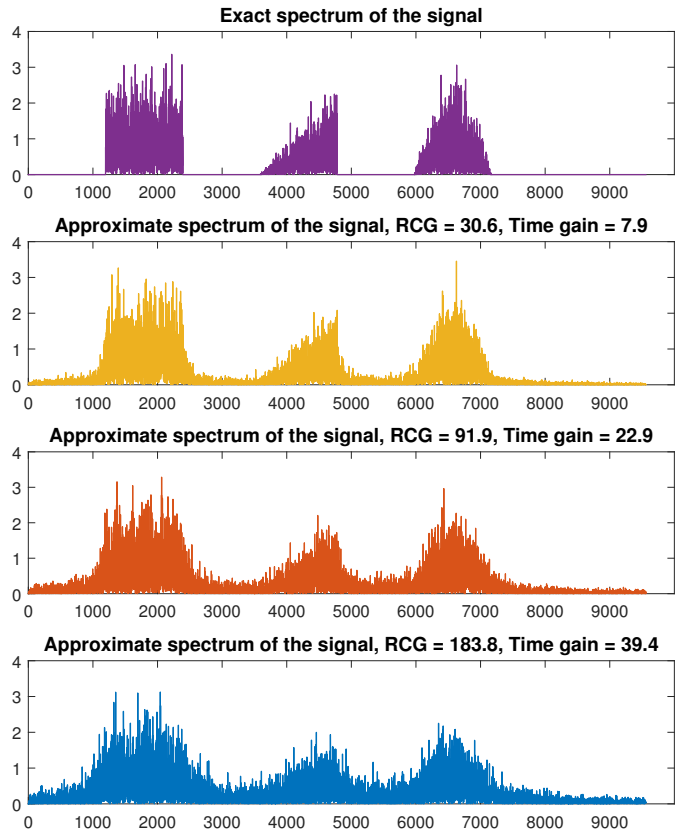 Exact spectrum of the signal
4
3
2
1
0
0 1000 2000 3000 4000 5000 6000 7000 8000 9000
Approximate spectrum of the signal, RCG = 30.6, Time gain = 7.9
4
3
2
1
0
0 1000 2000 3000 4000 5000 6000 7000 8000 9000
Approximate spectrum of the signal, RCG = 91.9, Time gain = 22.9
4
3
2
1
0
0 1000 2000 3000 4000 5000 6000 7000 8000 9000
Approximate spectrum of the signal, RCG = 183.8, Time gain = 39.4
4
3
2
1
0
0 1000 2000 3000 4000 5000 6000 7000 8000 9000